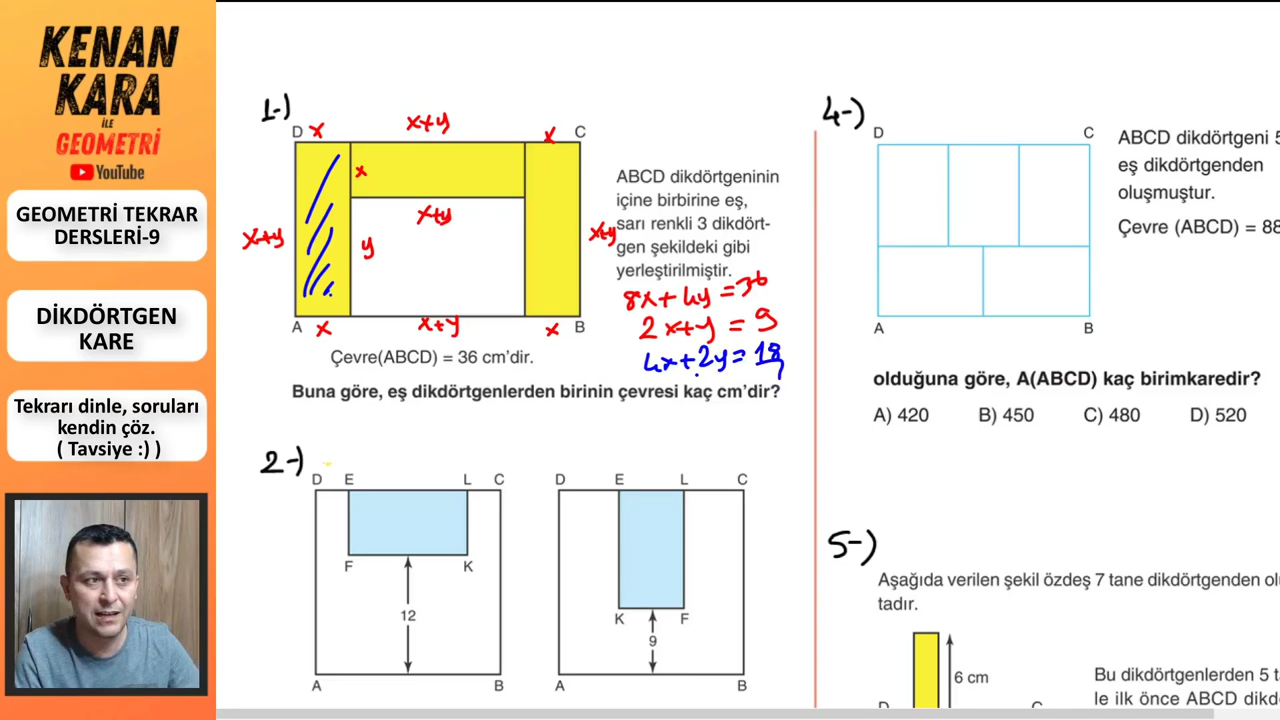 KENAN
KARA
İLE
GEOMETRİ
YouTube
GEOMETRİ TEKRAR
DERSLERİ-9
DİKDÖRTGEN
KARE
Tekrarı dinle, soruları
kendin çöz.
( Tavsiye :) )
1-)
D x x+y x C
x
x+y x+y x+y
y
A x x+y x B
ABCD dikdörtgeninin
içine birbirine eş,
sarı renkli 3 dikdört-
gen şekildeki gibi
yerleştirilmiştir.
8x+4y=36
2x+y=9
4x+2y=18
Çevre(ABCD) = 36 cm'dir.
Buna göre, eş dikdörtgenlerden birinin çevresi kaç cm'dir?
2-)
D E L C
F K
12
A B
D E L C
K F
9
A B
4-)
D C
A B
ABCD dikdörtgeni 5
eş dikdörtgenden
oluşmuştur.
Çevre (ABCD) = 88
olduğuna göre, A(ABCD) kaç birimkaredir?
A) 420 B) 450 C) 480 D) 520
5-)
Aşağıda verilen şekil özdeş 7 tane dikdörtgenden
tadır.
6 cm
Bu dikdörtgenlerden 5
le ilk önce ABCD